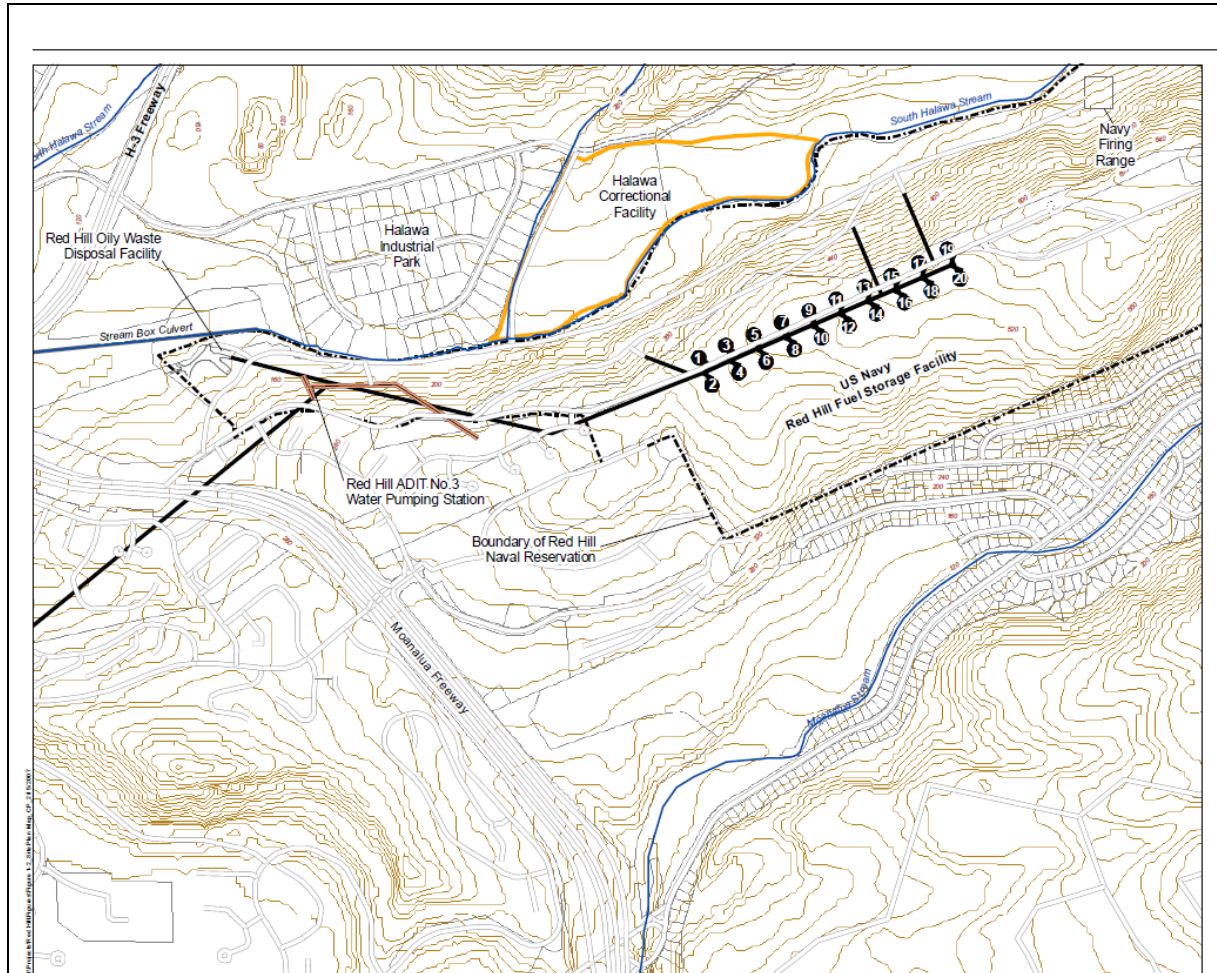 North Halawa Stream
H-3 Freeway
South Halawa Stream
Navy
Firing
Range
Halawa
Correctional
Facility
Red Hill Oily Waste
Disposal Facility
Halawa
Industrial
Park
Stream Box Culvert
1
3
5
7
9
11
13
15
17
19
2
4
6
8
10
12
14
16
18
20
US Navy
Red Hill Fuel Storage Facility
Red Hill ADIT No.3
Water Pumping Station
Boundary of Red Hill
Naval Reservation
Moanalua Freeway
Moanalua Stream